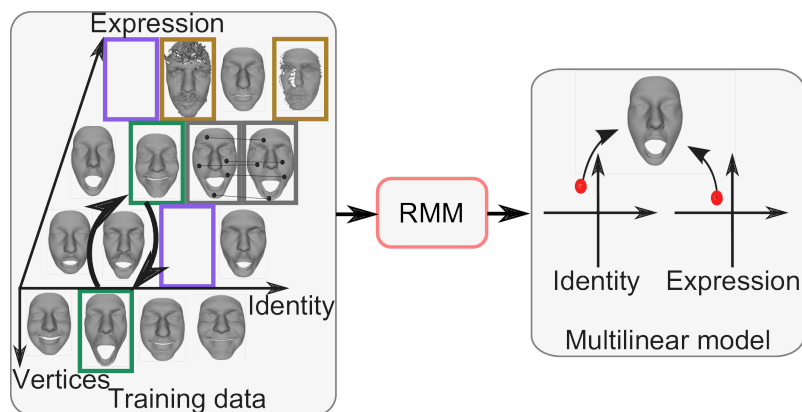 Expression
Identity
Vertices
Training data
RMM
Identity
Expression
Multilinear model